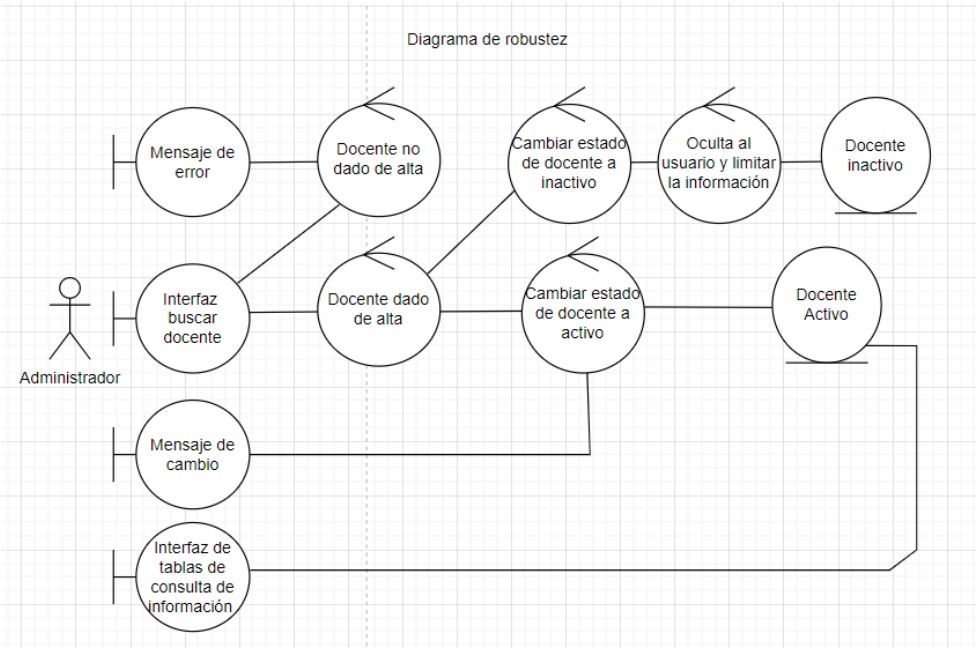 Diagrama de robustez
Mensaje de
error
Docente no
dado de alta
Cambiar estado
de docente a
inactivo
Oculta al
usuario y limitar
la información
Docente
inactivo
Administrador
Interfaz
buscar
docente
Docente dado
de alta
Cambiar estado
de docente a
activo
Docente
Activo
Mensaje de
cambio
Interfaz de
tablas de
consulta de
información